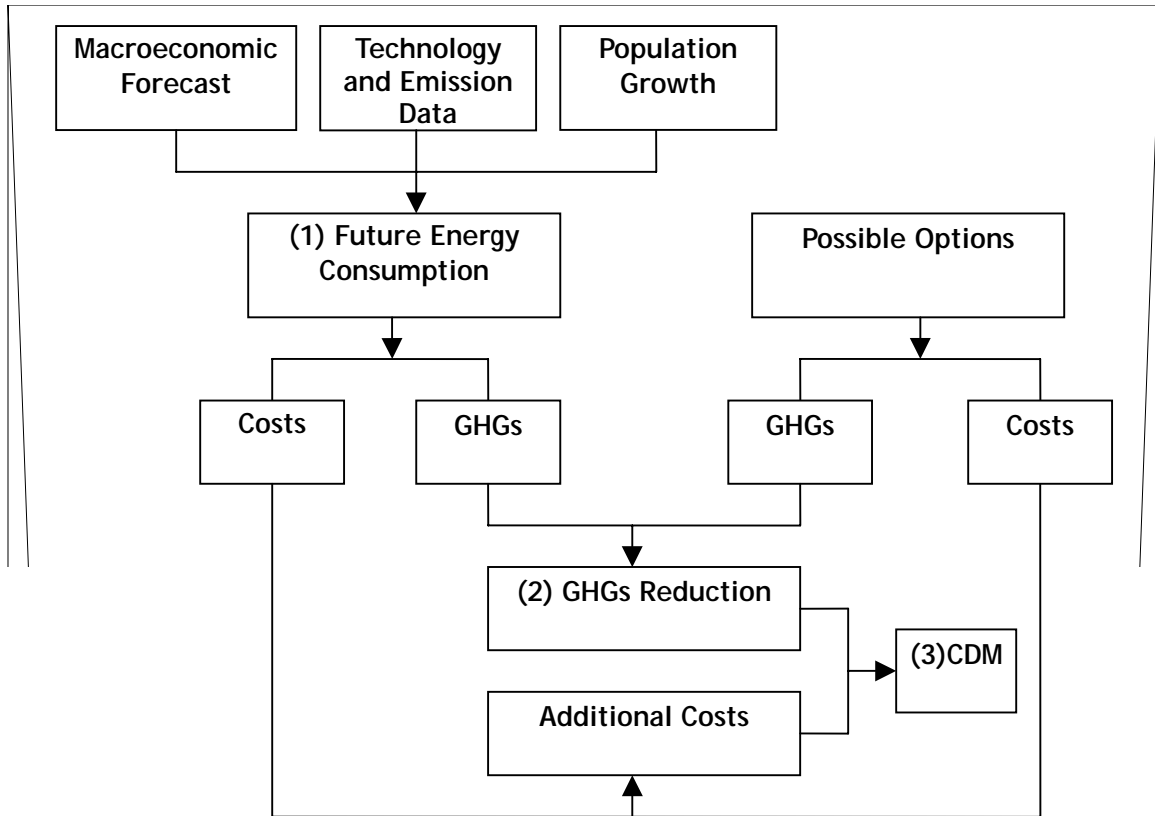 Macroeconomic
Forecast
Technology
and Emission
Data
Population
Growth
(1) Future Energy
Consumption
Possible Options
Costs
GHGs
GHGs
Costs
(2) GHGs Reduction
(3)CDM
Additional Costs